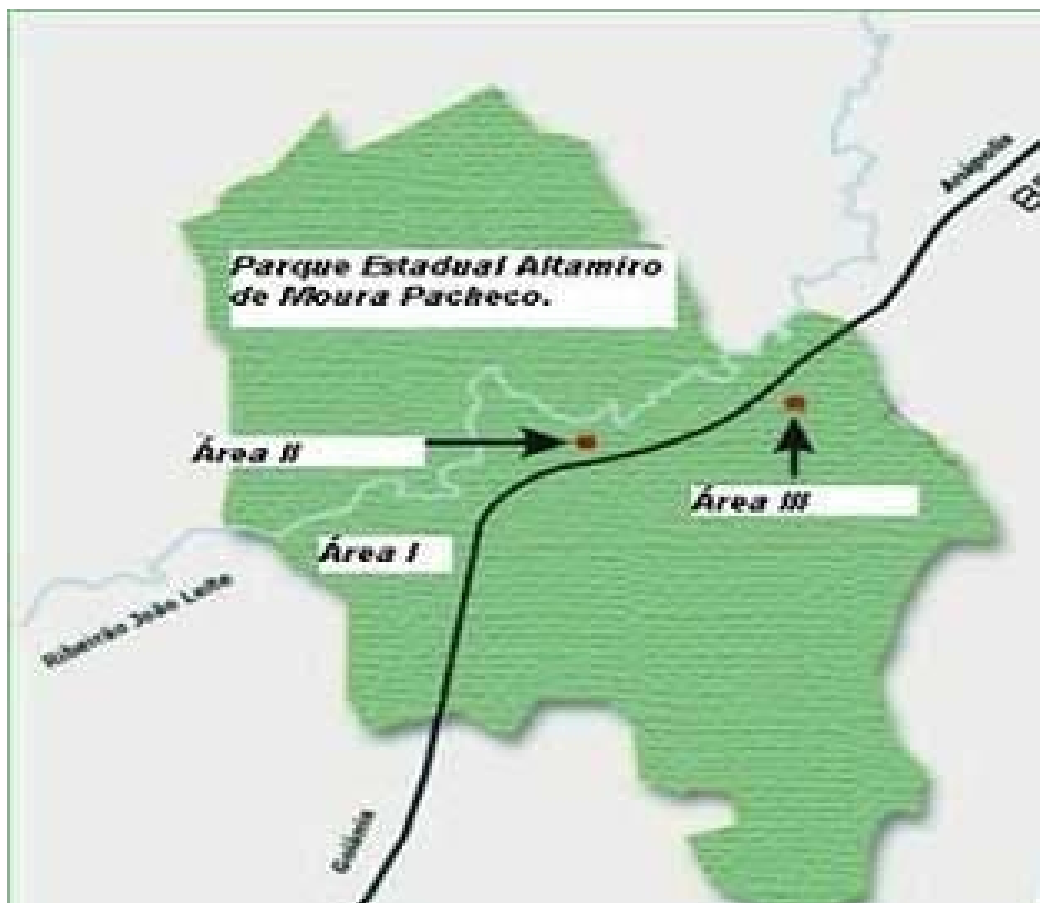 Anápolis
Parque Estadual Altamiro
de Moura Pacheco.
Área II
Área III
Área I
Ribeirão João Leite
Goiânia